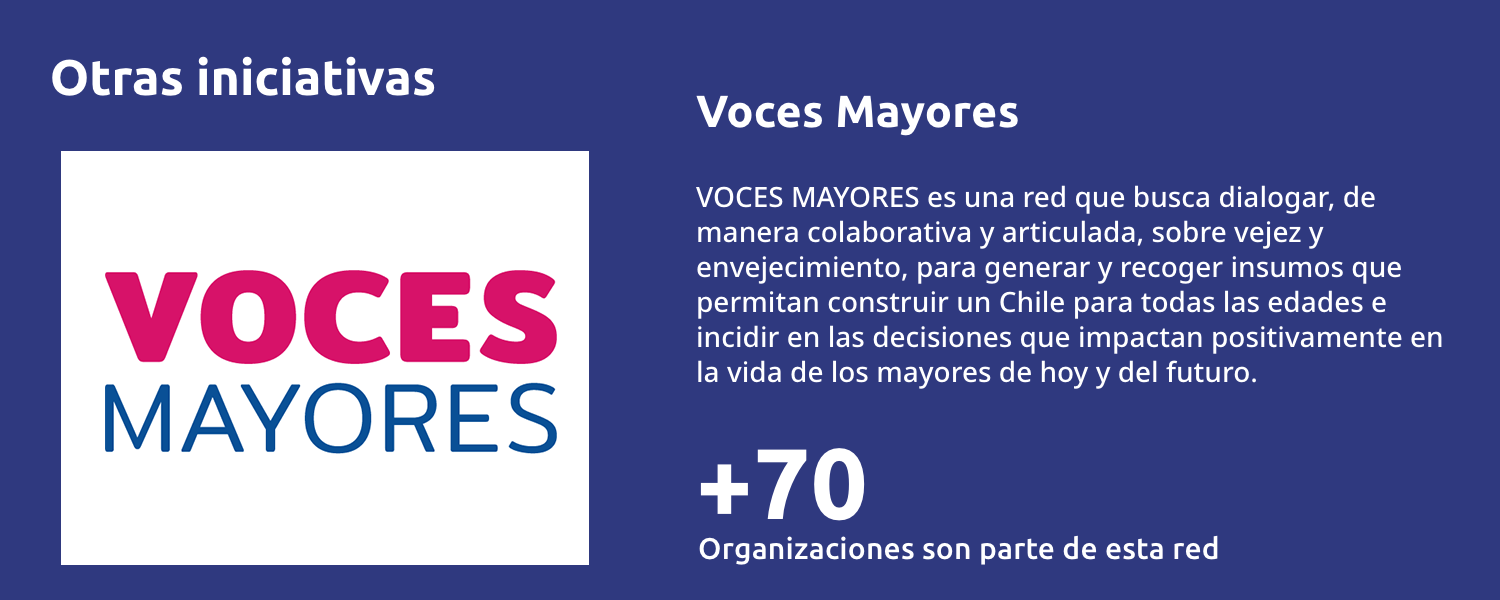 Otras iniciativas
VOCES
MAYORES
Voces Mayores
VOCES MAYORES es una red que busca dialogar, de
manera colaborativa y articulada, sobre vejez y
envejecimiento, para generar y recoger insumos que
permitan construir un Chile para todas las edades e
incidir en las decisiones que impactan positivamente en
la vida de los mayores de hoy y del futuro.
+70
Organizaciones son parte de esta red